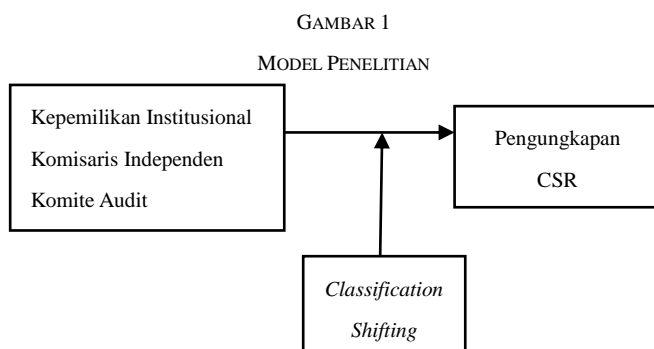 GAMBAR 1
MODEL PENELITIAN
Kepemilikan Institusional
Komisaris Independen
Komite Audit
Pengungkapan
CSR
Classification
Shifting